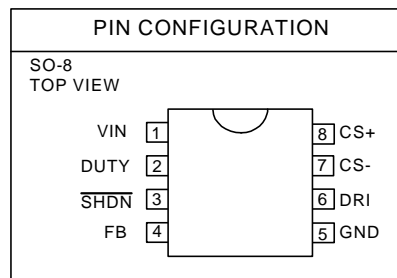 PIN CONFIGURATION
SO-8
TOP VIEW
VIN 1
DUTY 2
SHDN 3
FB 4
8 CS+
7 CS-
6 DRI
5 GND